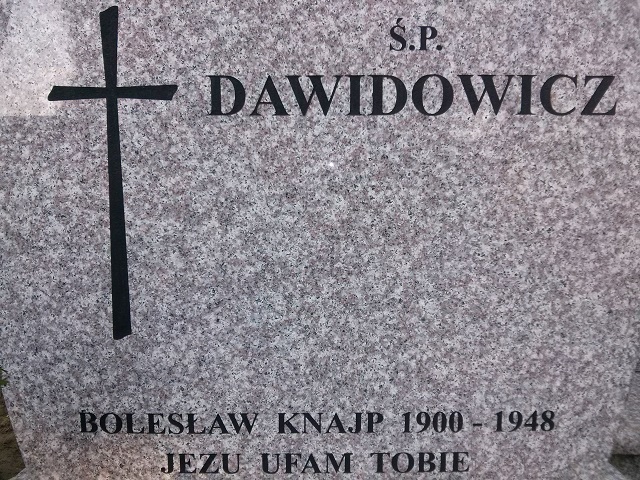 Ś.P.
DAWIDOWICZ
BOLESŁAW KNAJP 1900 - 1948
JEZU UFAM TOBIE